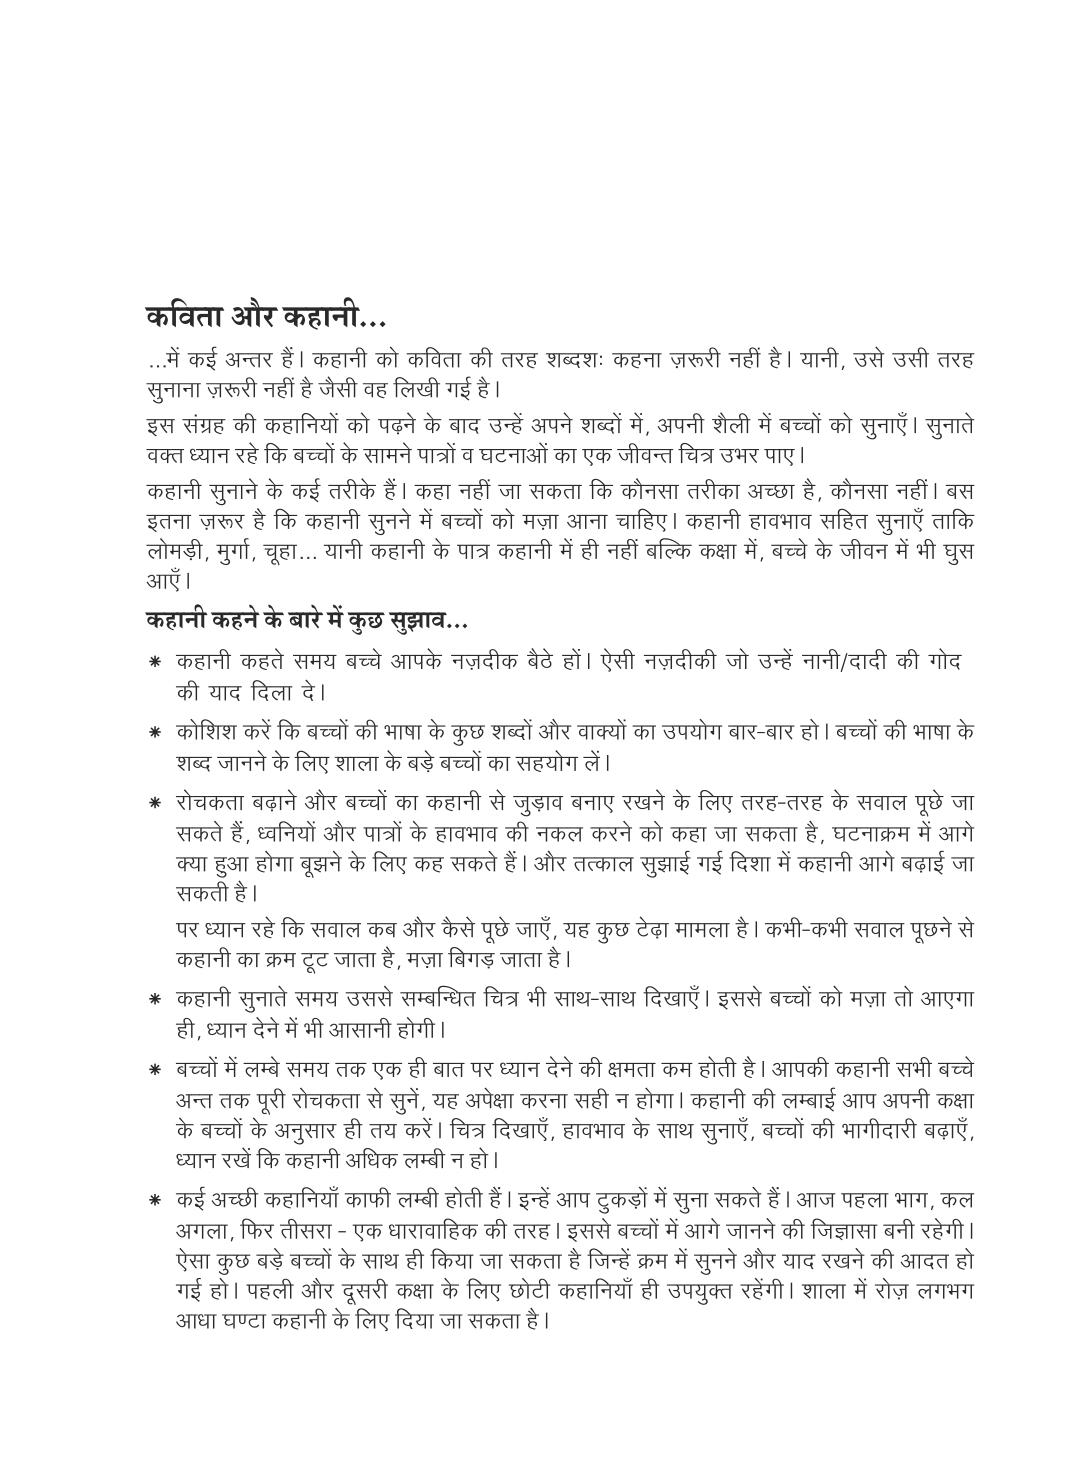 कविता और कहानी...
...में कई अन्तर हैं। कहानी को कविता की तरह शब्दशः कहना ज़रूरी नहीं है। यानी, उसे उसी तरह
सुनाना ज़रूरी नहीं है जैसी वह लिखी गई है।
इस संग्रह की कहानियों को पढ़ने के बाद उन्हें अपने शब्दों में, अपनी शैली में बच्चों को सुनाएँ। सुनाते
वक्त ध्यान रहे कि बच्चों के सामने पात्रों व घटनाओं का एक जीवन्त चित्र उभर पाए।
कहानी सुनाने के कई तरीके हैं। कहा नहीं जा सकता कि कौनसा तरीका अच्छा है, कौनसा नहीं। बस
इतना ज़रूर है कि कहानी सुनने में बच्चों को मज़ा आना चाहिए। कहानी हावभाव सहित सुनाएँ ताकि
लोमड़ी, मुर्गा, चूहा... यानी कहानी के पात्र कहानी में ही नहीं बल्कि कक्षा में, बच्चे के जीवन में भी घुस
आएँ।
कहानी कहने के बारे में कुछ सुझाव...
* कहानी कहते समय बच्चे आपके नज़दीक बैठे हों। ऐसी नज़दीकी जो उन्हें नानी/दादी की गोद
की याद दिला दे।
* कोशिश करें कि बच्चों की भाषा के कुछ शब्दों और वाक्यों का उपयोग बार-बार हो। बच्चों की भाषा के
शब्द जानने के लिए शाला के बड़े बच्चों का सहयोग लें।
* रोचकता बढ़ाने और बच्चों का कहानी से जुड़ाव बनाए रखने के लिए तरह-तरह के सवाल पूछे जा
सकते हैं, ध्वनियों और पात्रों के हावभाव की नकल करने को कहा जा सकता है, घटनाक्रम में आगे
क्या हुआ होगा बूझने के लिए कह सकते हैं। और तत्काल सुझाई गई दिशा में कहानी आगे बढ़ाई जा
सकती है।
पर ध्यान रहे कि सवाल कब और कैसे पूछे जाएँ, यह कुछ टेढ़ा मामला है। कभी-कभी सवाल पूछने से
कहानी का क्रम टूट जाता है, मज़ा बिगड़ जाता है।
* कहानी सुनाते समय उससे सम्बन्धित चित्र भी साथ-साथ दिखाएँ। इससे बच्चों को मज़ा तो आएगा
ही, ध्यान देने में भी आसानी होगी।
* बच्चों में लम्बे समय तक एक ही बात पर ध्यान देने की क्षमता कम होती है। आपकी कहानी सभी बच्चे
अन्त तक पूरी रोचकता से सुनें, यह अपेक्षा करना सही न होगा। कहानी की लम्बाई आप अपनी कक्षा
के बच्चों के अनुसार ही तय करें। चित्र दिखाएँ, हावभाव के साथ सुनाएँ, बच्चों की भागीदारी बढ़ाएँ,
ध्यान रखें कि कहानी अधिक लम्बी न हो।
* कई अच्छी कहानियाँ काफी लम्बी होती हैं। इन्हें आप टुकड़ों में सुना सकते हैं। आज पहला भाग, कल
अगला, फिर तीसरा - एक धारावाहिक की तरह। इससे बच्चों में आगे जानने की जिज्ञासा बनी रहेगी।
ऐसा कुछ बड़े बच्चों के साथ ही किया जा सकता है जिन्हें क्रम में सुनने और याद रखने की आदत हो
गई हो। पहली और दूसरी कक्षा के लिए छोटी कहानियाँ ही उपयुक्त रहेंगी। शाला में रोज़ लगभग
आधा घण्टा कहानी के लिए दिया जा सकता है।